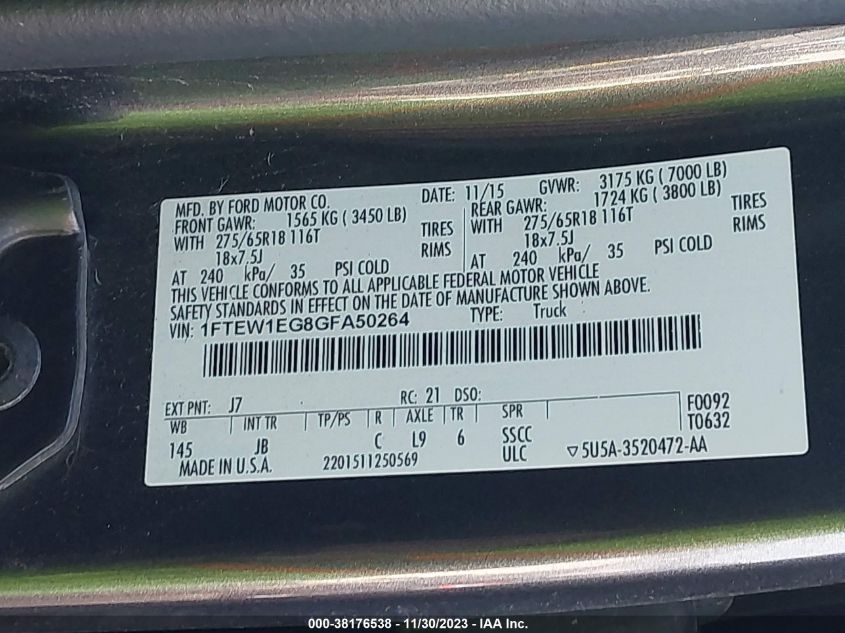 MFD. BY FORD MOTOR CO.
DATE: 11/15
GVWR: 3175 KG ( 7000 LB)
FRONT GAWR: 1565 KG ( 3450 LB)
REAR GAWR: 1724 KG ( 3800 LB)
WITH 275/65R18 116T TIRES
WITH 275/65R18 116T TIRES
18x7.5J RIMS
18x7.5J RIMS
AT 240 kPa/ 35 PSI COLD
AT 240 kPa/ 35 PSI COLD
THIS VEHICLE CONFORMS TO ALL APPLICABLE FEDERAL MOTOR VEHICLE
SAFETY STANDARDS IN EFFECT ON THE DATE OF MANUFACTURE SHOWN ABOVE.
VIN: 1FTEW1EG8GFA50264
TYPE: Truck
EXT PNT: J7 RC: 21 DSO:
WB INT TR TP/PS R AXLE TR SPR
145 JB C L9 6 SSCC
ULC
F0092
T0632
MADE IN U.S.A. 2201511250569 ▽5U5A-3520472-AA
000-38176538 - 11/30/2023 - IAA Inc.